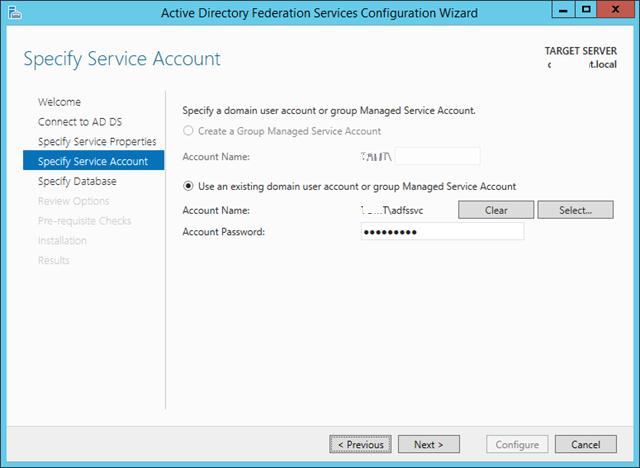 Active Directory Federation Services Configuration Wizard
Specify Service Account
TARGET SERVER
t.local
Welcome
Connect to AD DS
Specify Service Properties
Specify Service Account
Specify Database
Review Options
Pre-requisite Checks
Installation
Results
Specify a domain user account or group Managed Service Account.
Create a Group Managed Service Account
Account Name:
Use an existing domain user account or group Managed Service Account
Account Name: T\adfssvc Clear Select...
Account Password: •••••••••
< Previous Next > Configure Cancel